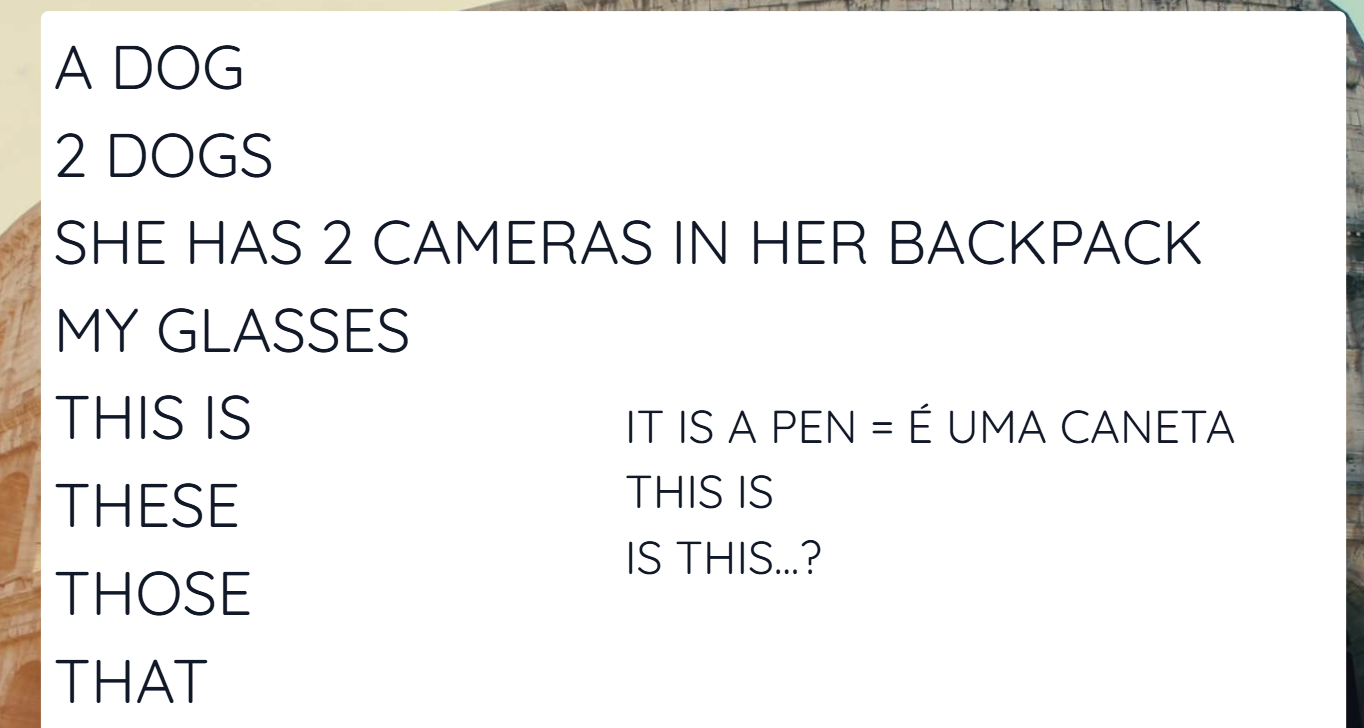 A DOG
2 DOGS
SHE HAS 2 CAMERAS IN HER BACKPACK
MY GLASSES
THIS IS
THESE
THOSE
THAT
IT IS A PEN = É UMA CANETA
THIS IS
IS THIS...?